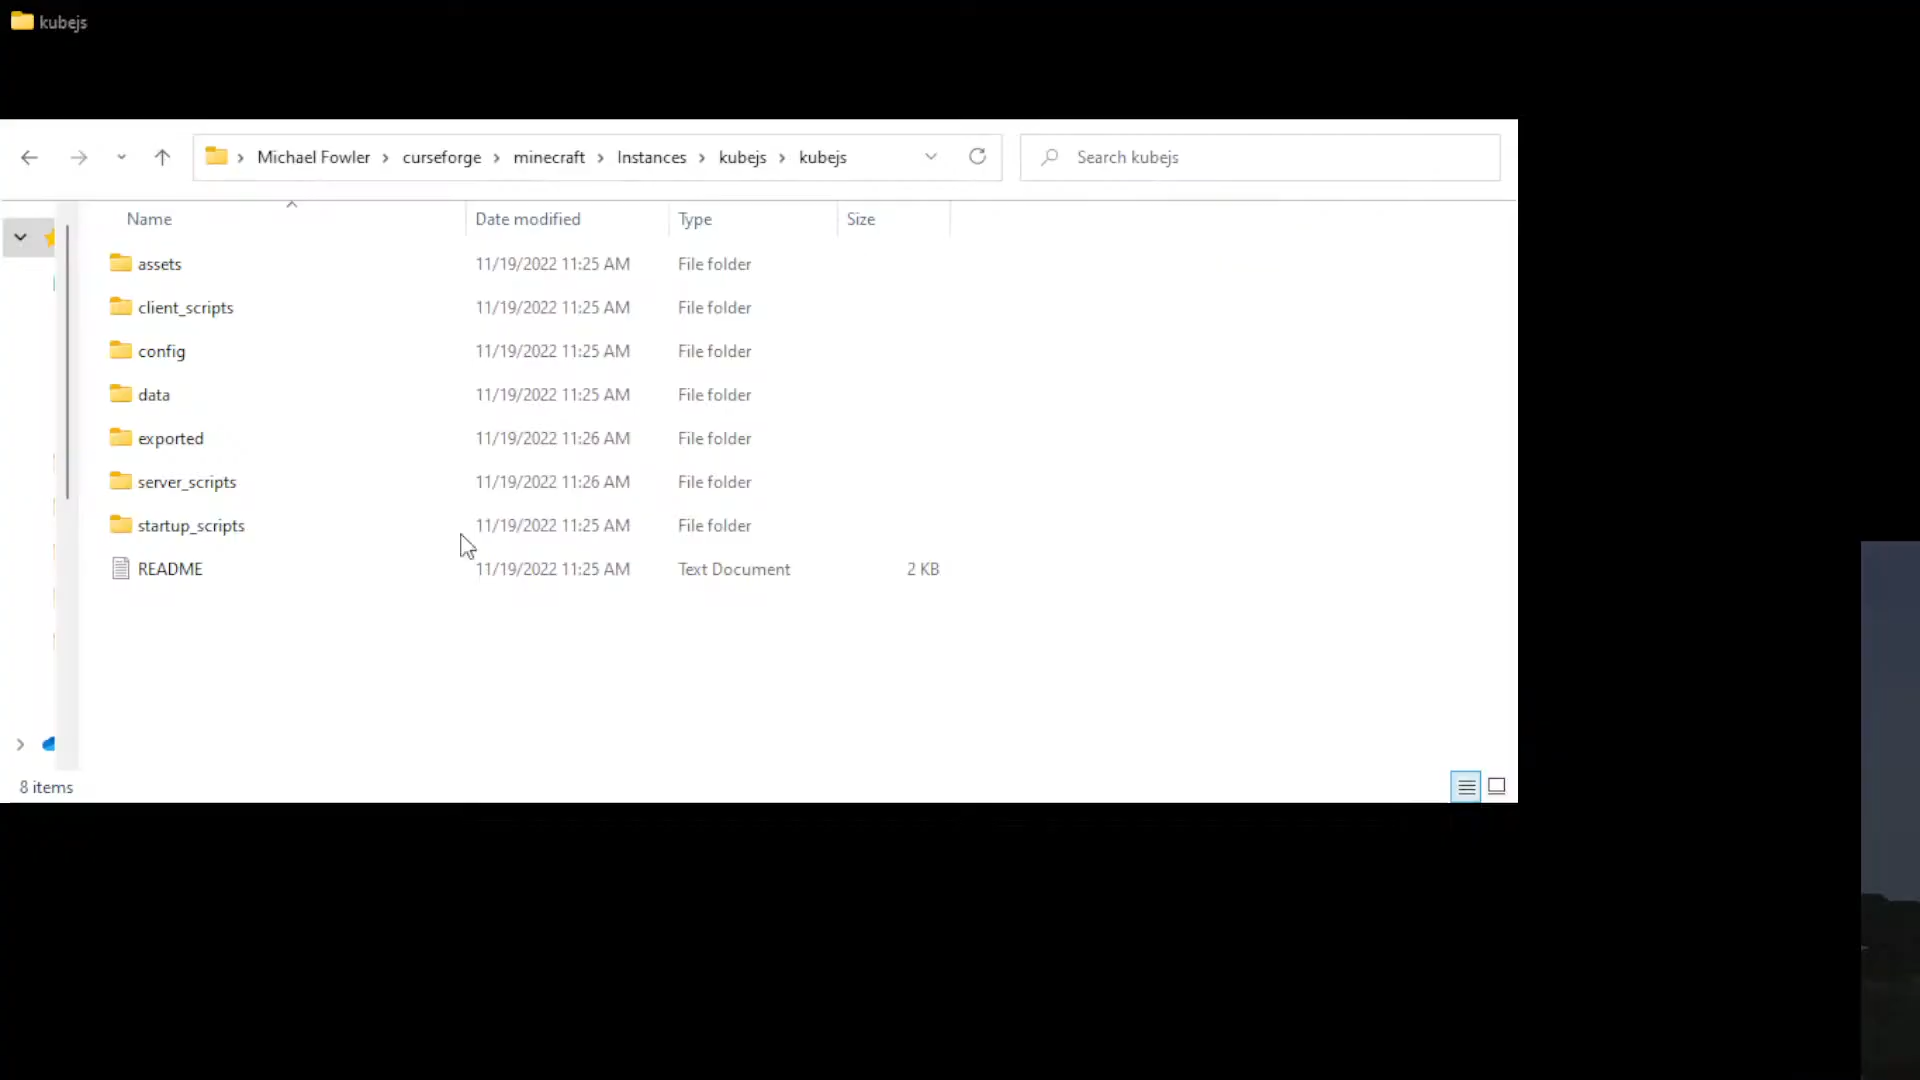 kubejs
Michael Fowler > curseforge > minecraft > Instances > kubejs > kubejs
Search kubejs
Name Date modified Type Size
assets 11/19/2022 11:25 AM File folder
client_scripts 11/19/2022 11:25 AM File folder
config 11/19/2022 11:25 AM File folder
data 11/19/2022 11:25 AM File folder
exported 11/19/2022 11:26 AM File folder
server_scripts 11/19/2022 11:26 AM File folder
startup_scripts 11/19/2022 11:25 AM File folder
README 11/19/2022 11:25 AM Text Document 2 KB
8 items